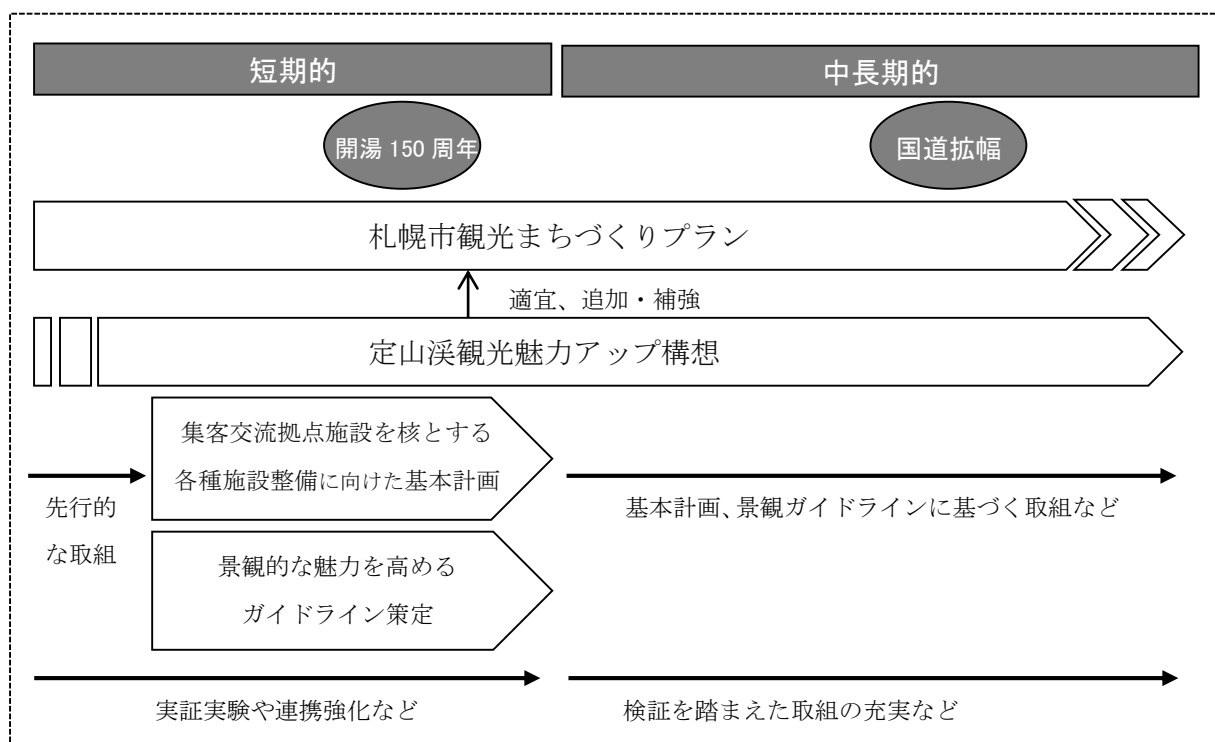 短期的
中長期的
開湯 150 周年
国道拡幅
札幌市観光まちづくりプラン
適宜、追加・補強
定山渓観光魅力アップ構想
集客交流拠点施設を核とする
各種施設整備に向けた基本計画
先行的
な取組
基本計画、景観ガイドラインに基づく取組など
景観的な魅力を高める
ガイドライン策定
実証実験や連携強化など
検証を踏まえた取組の充実など